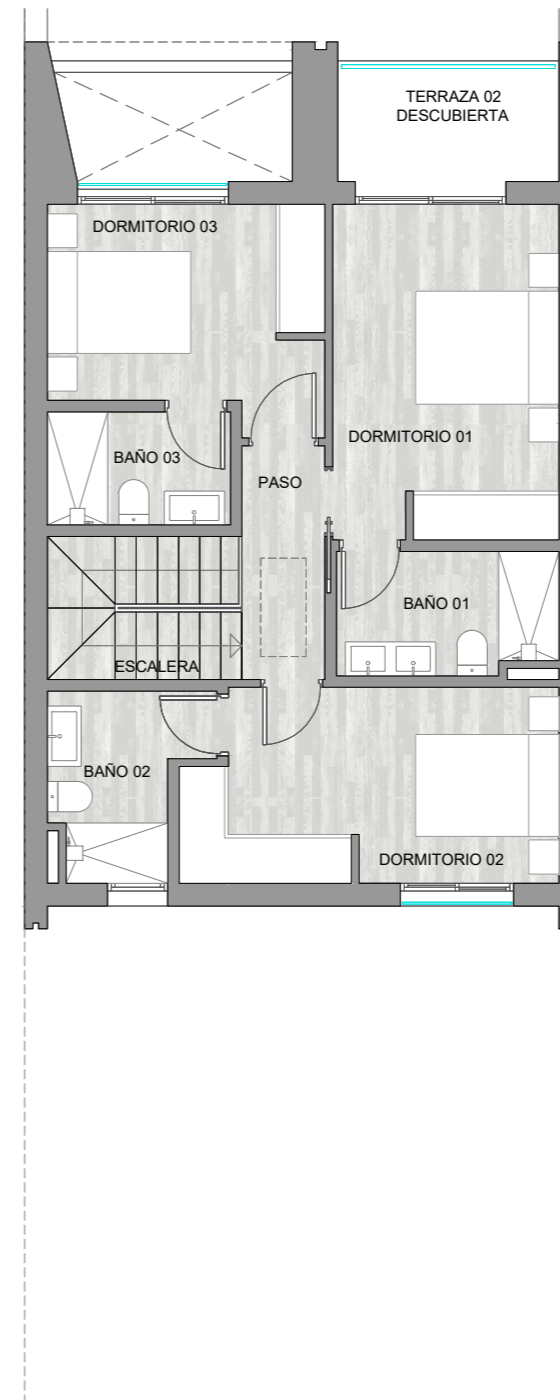 TERRAZA 02
DESCUBIERTA
DORMITORIO 03
DORMITORIO 01
BAÑO 03
PASO
BAÑO 01
ESCALERA
BAÑO 02
DORMITORIO 02